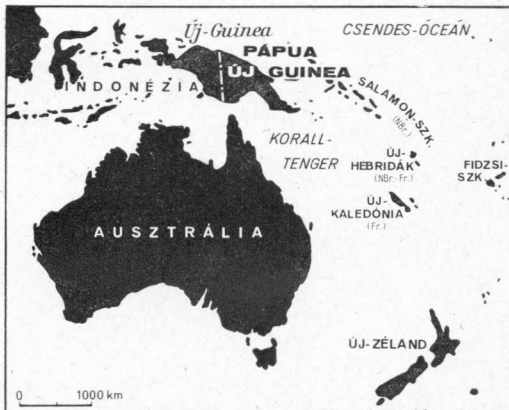 Új-Guinea
CSENDES-ÓCEÁN
PÁPUA
ÚJ GUINEA
INDONÉZIA
SALAMON-SZK.
(NBr.)
KORALL-
TENGER
ÚJ-
HEBRIDÁK
(NBr.-Fr.)
FIDZSI-
SZK.
ÚJ-
KALEDÓNIA
(Fr.)
AUSZTRÁLIA
ÚJ-ZÉLAND
0 1000 km